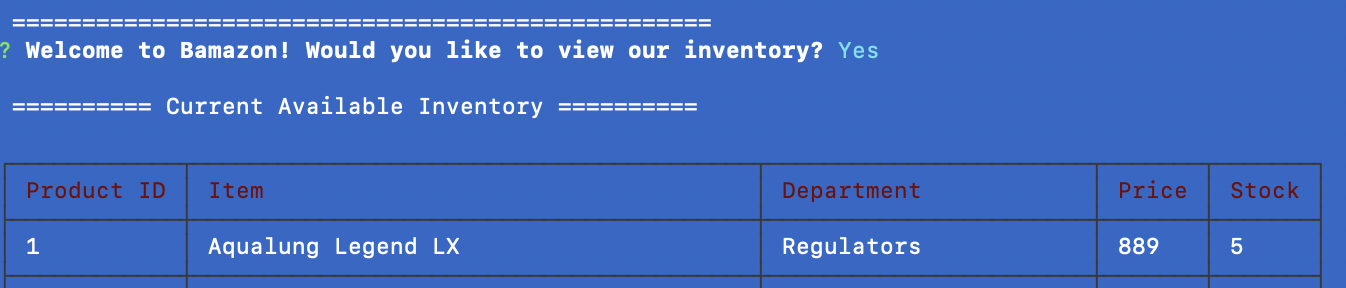 ==================================================
? Welcome to Bamazon! Would you like to view our inventory? Yes
========== Current Available Inventory ==========
Product ID Item Department Price Stock
1 Aqualung Legend LX Regulators 889 5